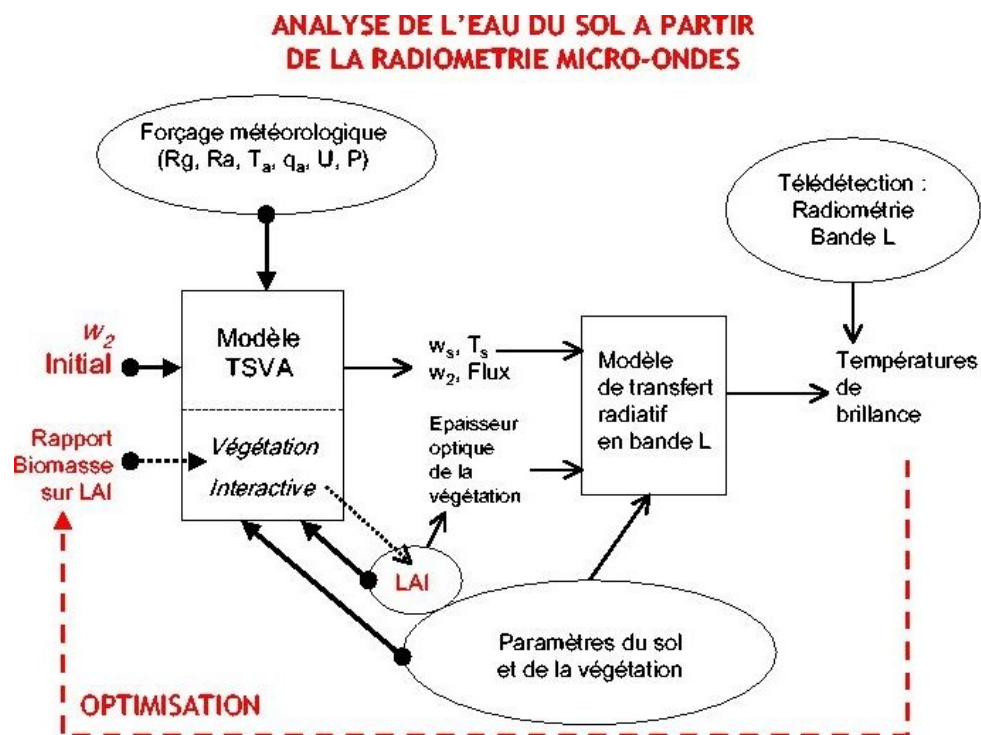 ANALYSE DE L'EAU DU SOL A PARTIR
DE LA RADIOMETRIE MICRO-ONDES
Forçage météorologique
(Rg, Ra, Ta, qa, U, P)
Télédétection :
Radiométrie
Bande L
w2
Initial
Modèle
TSVA
ws, Ts
w2, Flux
Modèle
de transfert
radiatif
en bande L
Températures
de
brillance
Rapport
Biomasse
sur LAI
Végétation
Interactive
Epaisseur
optique
de la
végétation
LAI
Paramètres du sol
et de la végétation
OPTIMISATION